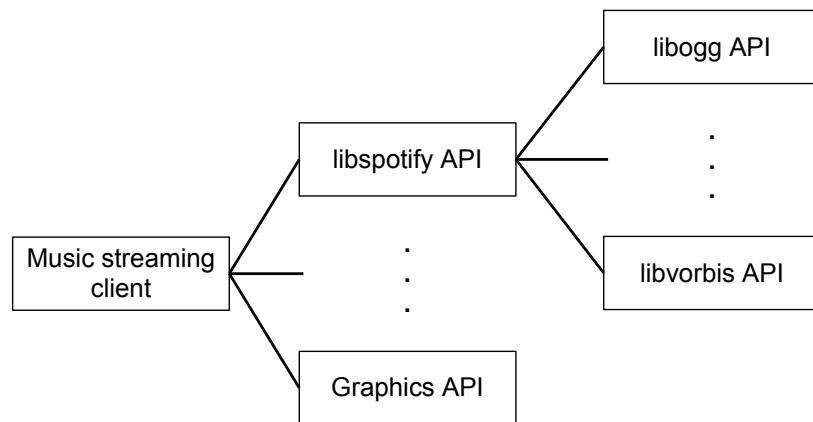 libogg API
libspotify API
.
.
.
Music streaming
client
.
.
.
libvorbis API
Graphics API